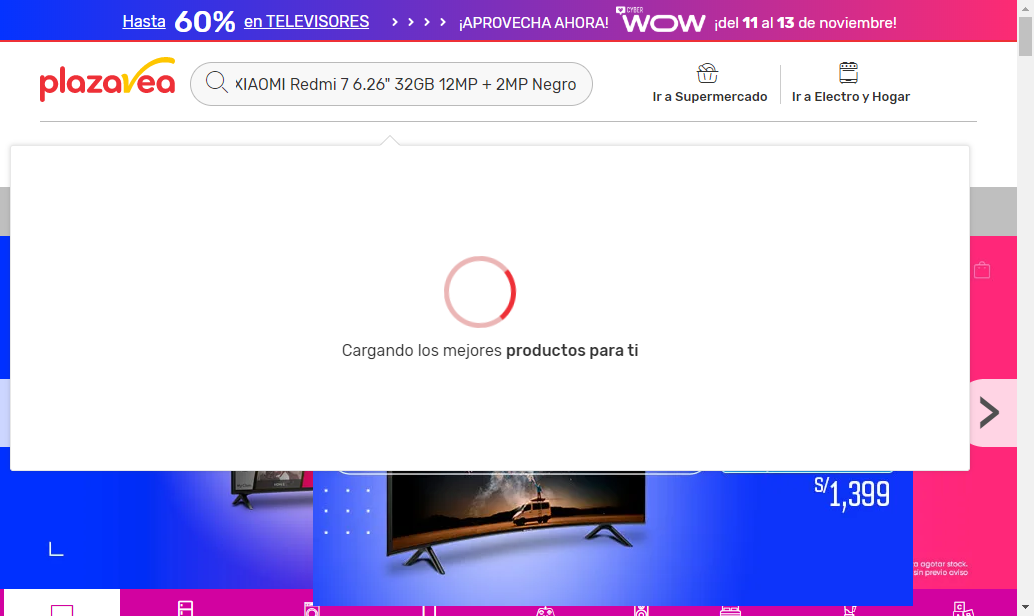 Hasta 60% en TELEVISORES > > > > ¡APROVECHA AHORA! CYBER WOW ¡del 11 al 13 de noviembre!
plazavea
XIAOMI Redmi 7 6.26" 32GB 12MP + 2MP Negro
Ir a Supermercado
Ir a Electro y Hogar
Cargando los mejores productos para ti
S/1,399
a agotar stock.
sin previo aviso